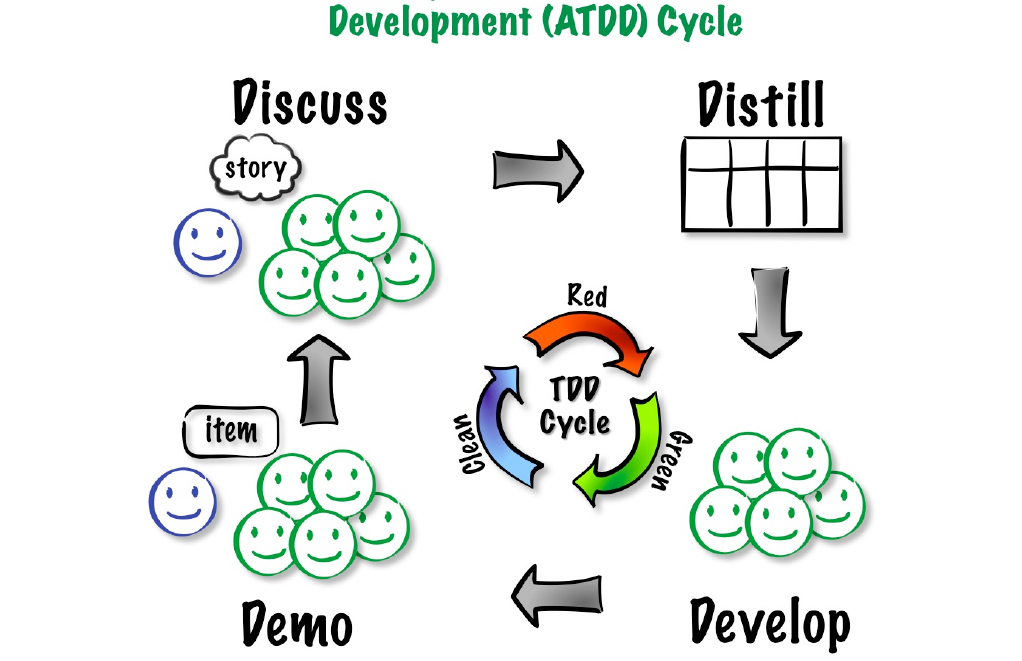 Development (ATDD) Cycle
Discuss
Distill
story
Red
TDD
Cycle
Clean
Green
item
Demo
Develop